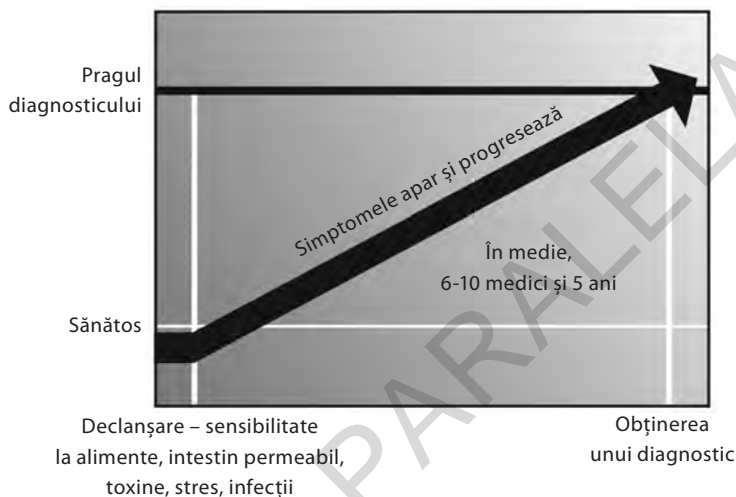 Pragul
diagnosticului
Simptomele apar și progresează
În medie,
6-10 medici și 5 ani
Sănătos
Declanșare – sensibilitate
la alimente, intestin permeabil,
toxine, stres, infecții
Obținerea
unui diagnostic
PARALELA